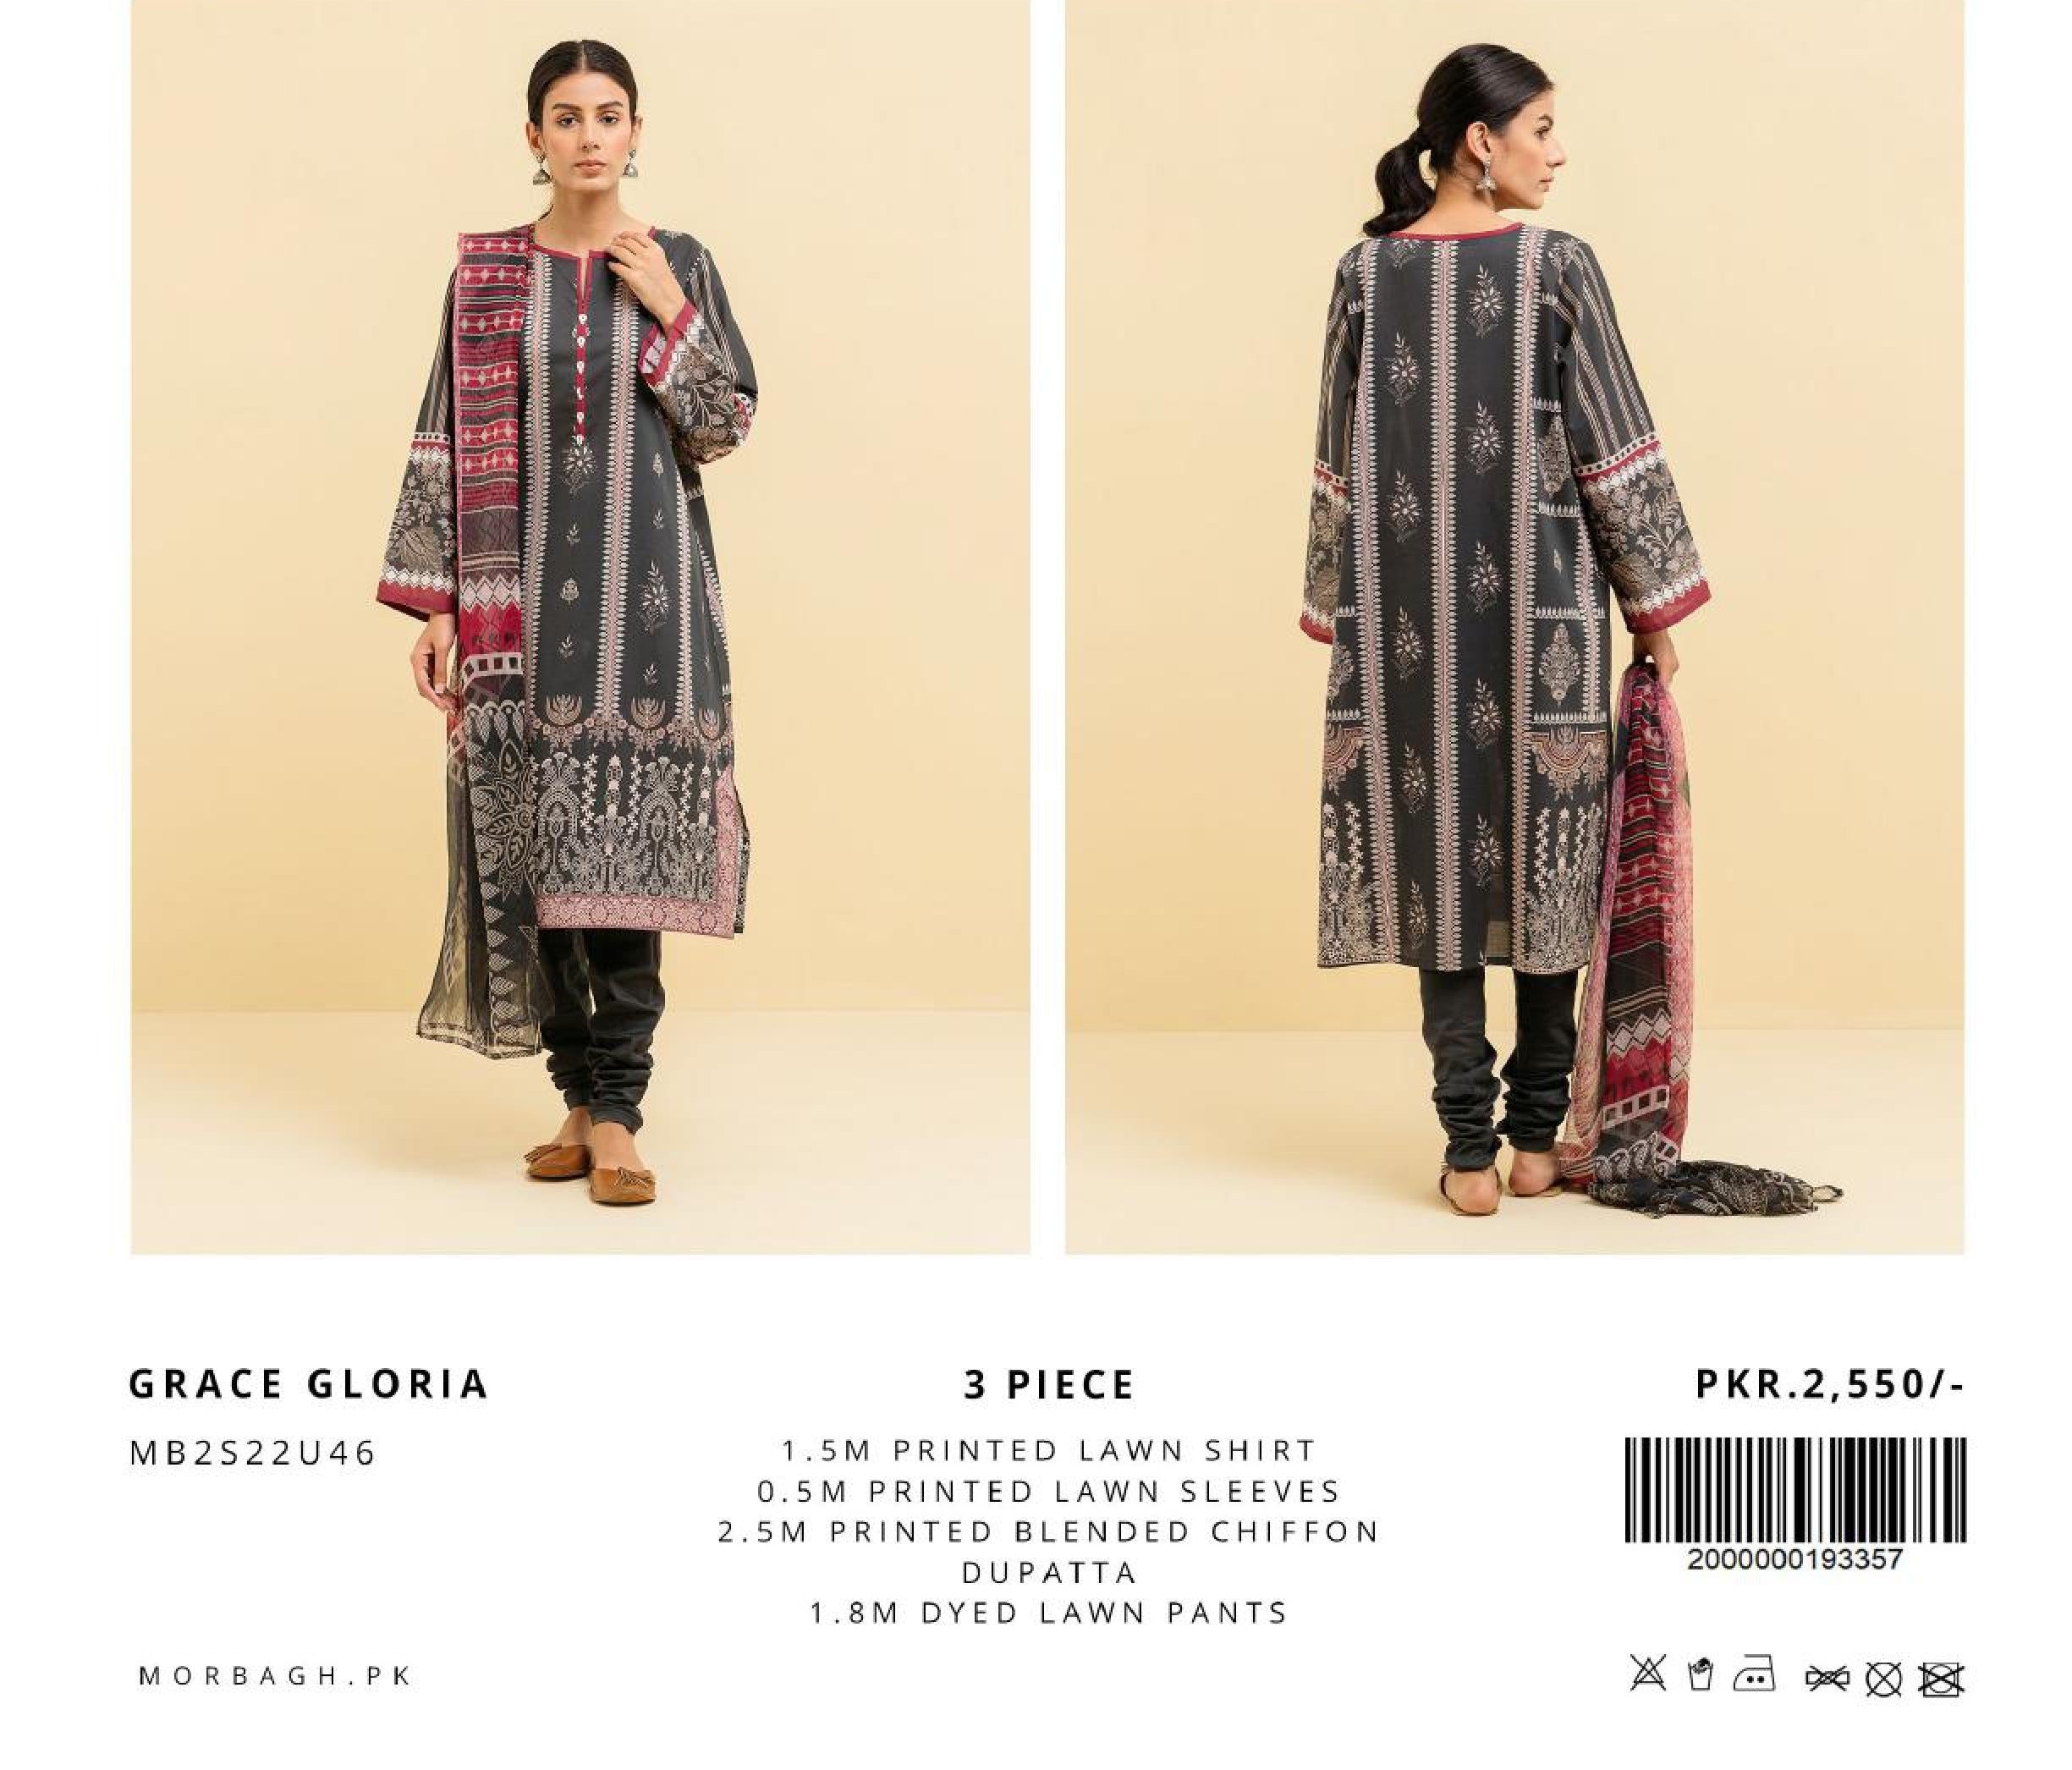 GRACE GLORIA
MB2S22U46
3 PIECE
1.5M PRINTED LAWN SHIRT
0.5M PRINTED LAWN SLEEVES
2.5M PRINTED BLENDED CHIFFON
DUPATTA
1.8M DYED LAWN PANTS
PKR.2,550/-
2000000193357
MORBAGH.PK